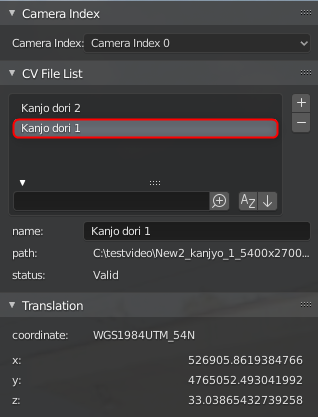 Camera Index
Camera Index: Camera Index 0
CV File List
Kanjo dori 2
Kanjo dori 1
name: Kanjo dori 1
path: C:\testvideo\New2_kanjyo_1_5400x2700...
status: Valid
Translation
coordinate: WGS1984UTM_54N
x: 526905.8619384766
y: 4765052.493041992
z: 33.03865432739258